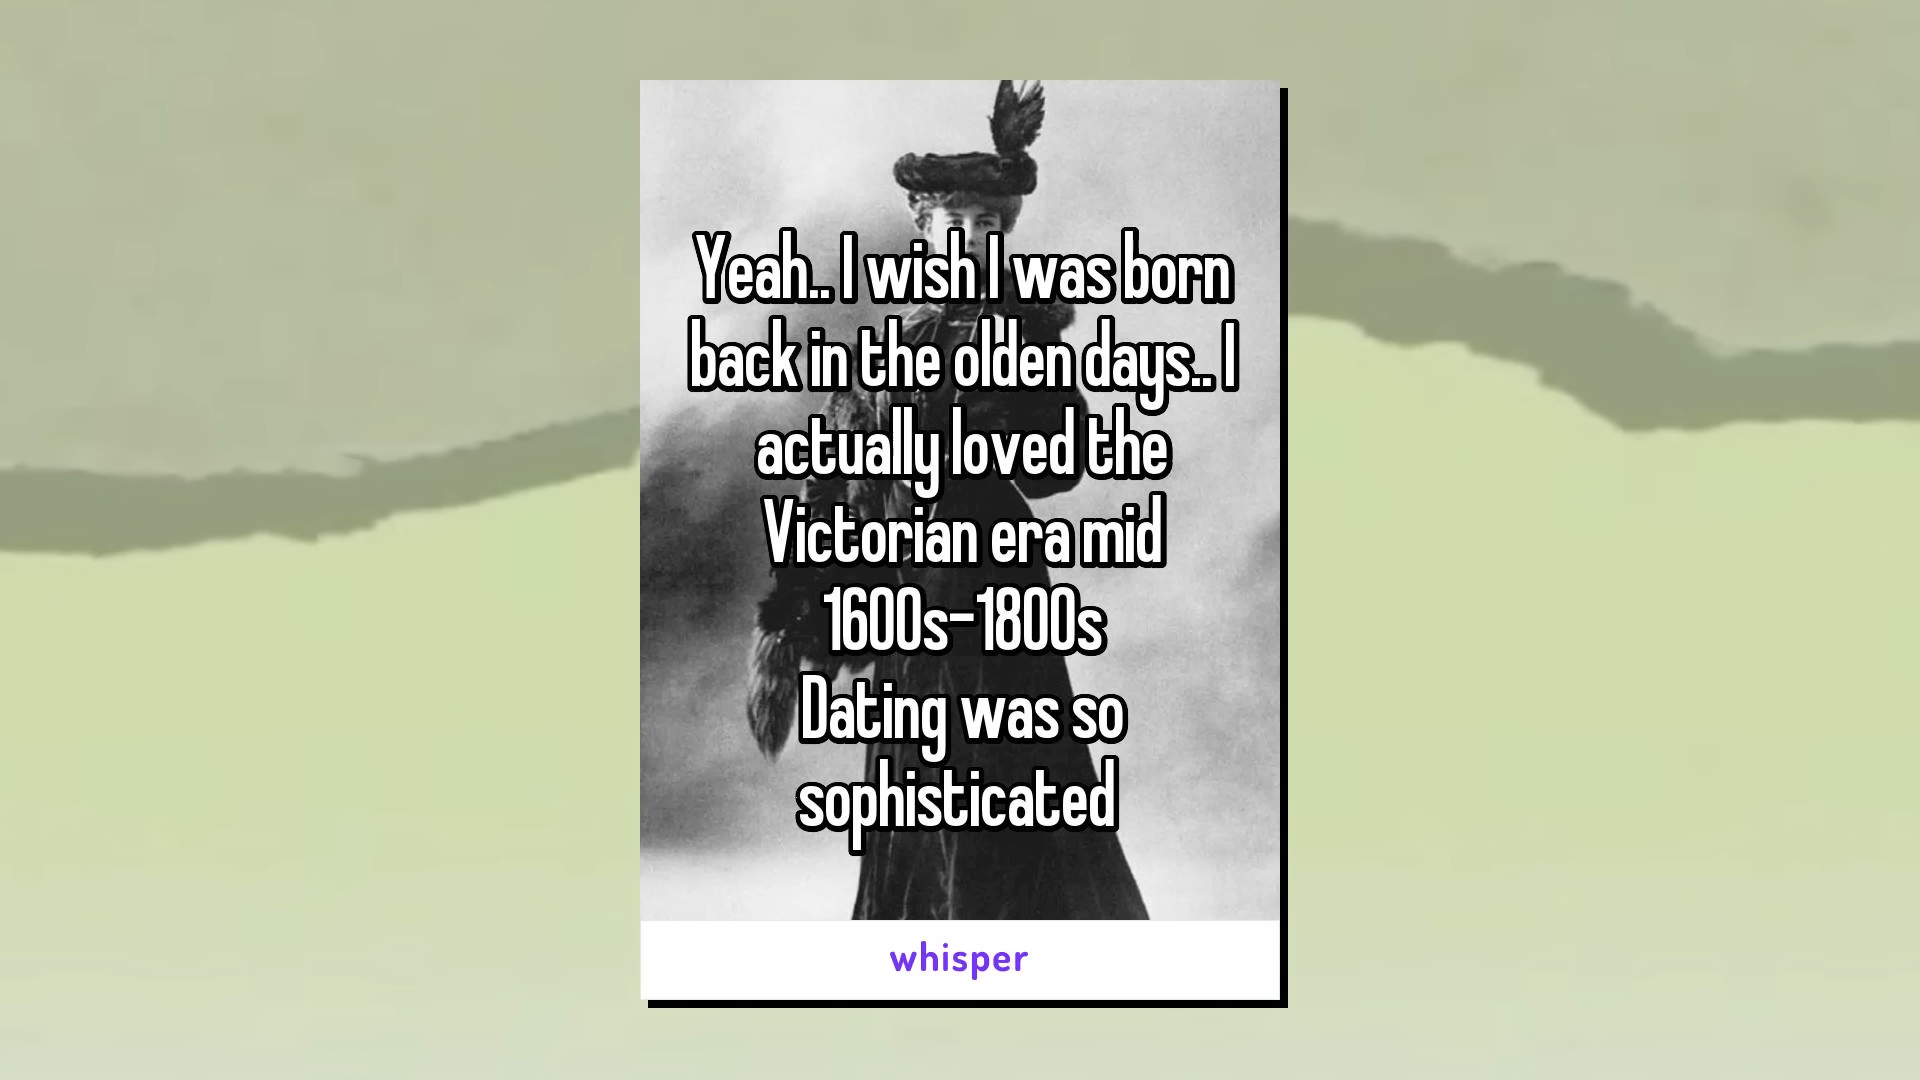 Yeah.. I wish I was born
back in the olden days.. I
actually loved the
Victorian era mid
1600s-1800s
Dating was so
sophisticated
whisper